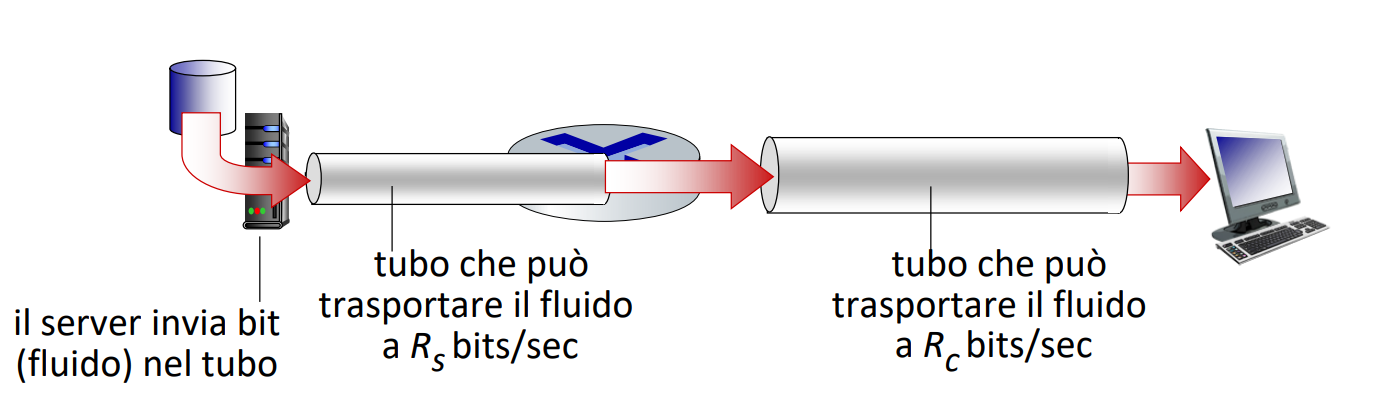 il server invia bit
(fluido) nel tubo
tubo che può
trasportare il fluido
a Rs bits/sec
tubo che può
trasportare il fluido
a Rc bits/sec